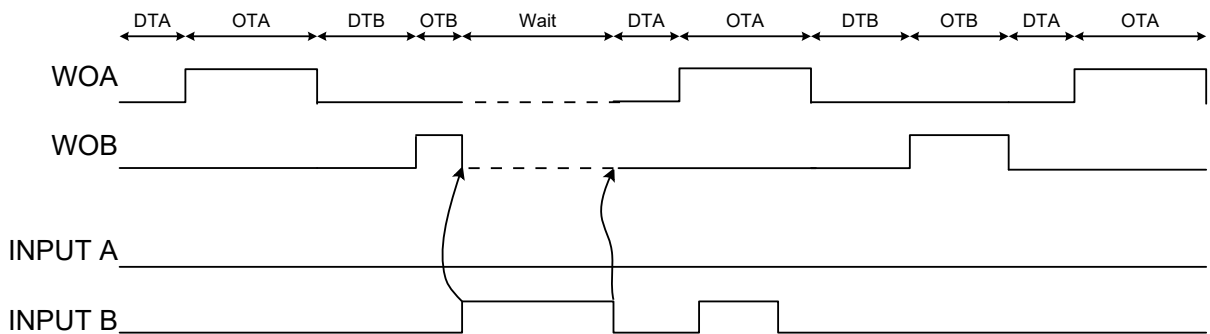 DTA OTA DTB OTB Wait DTA OTA DTB OTB DTA OTA
WOA
WOB
INPUT A
INPUT B